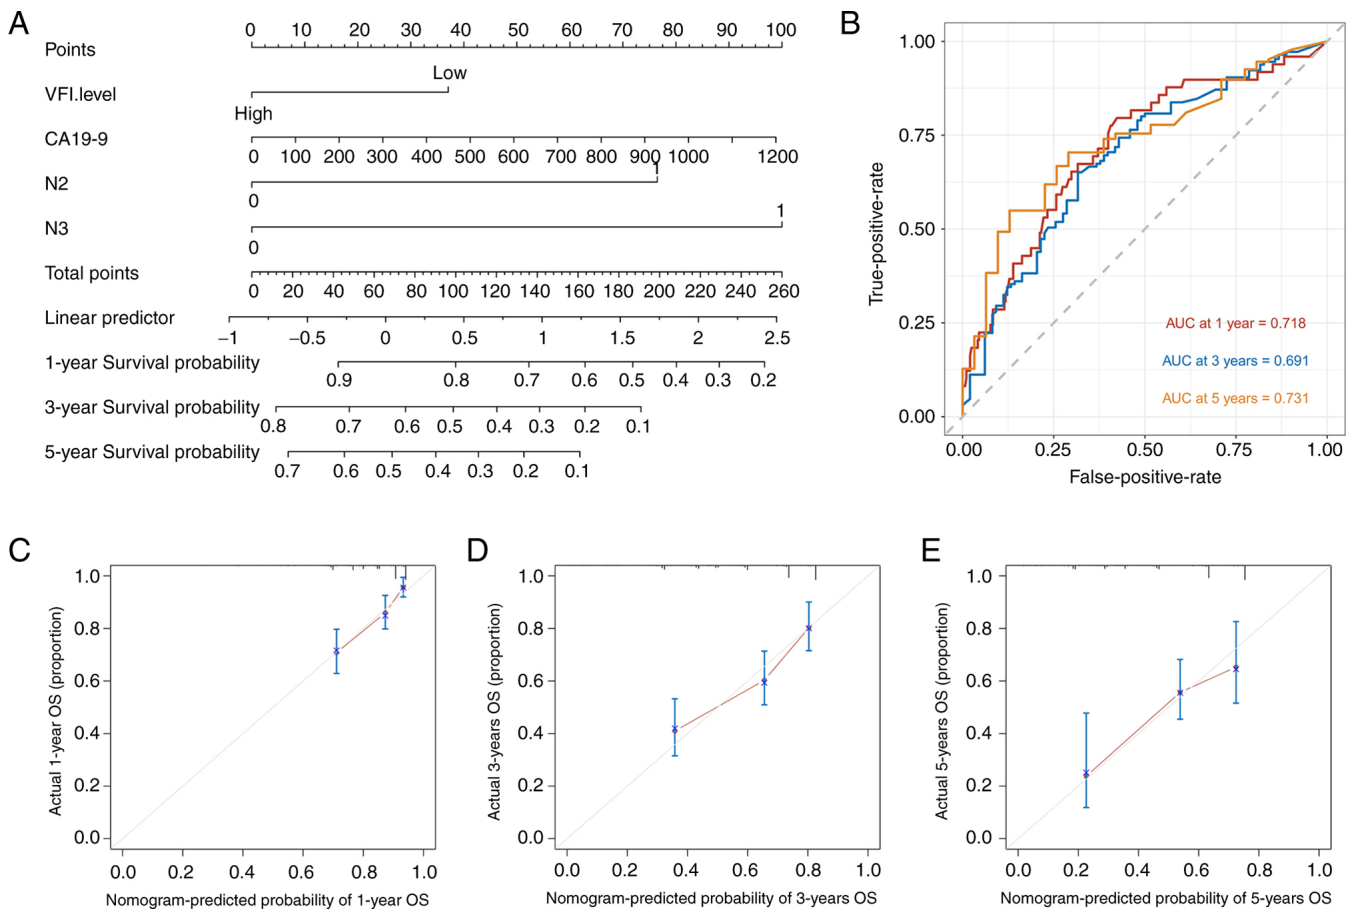 A
Points
0 10 20 30 40 50 60 70 80 90 100
VFI.level
Low
High
CA19-9
0 100 200 300 400 500 600 700 800 900 1000 1200
N2
1
0
N3
1
0
Total points
0 20 40 60 80 100 120 140 160 180 200 220 240 260
Linear predictor
−1 −0.5 0 0.5 1 1.5 2 2.5
1-year Survival probability
0.9 0.8 0.7 0.6 0.5 0.4 0.3 0.2
3-year Survival probability
0.8 0.7 0.6 0.5 0.4 0.3 0.2 0.1
5-year Survival probability
0.7 0.6 0.5 0.4 0.3 0.2 0.1
B
True-positive-rate
1.00
0.75
0.50
0.25
0.00
AUC at 1 year = 0.718
AUC at 3 years = 0.691
AUC at 5 years = 0.731
0.00 0.25 0.50 0.75 1.00
False-positive-rate
C
Actual 1-year OS (proportion)
1.0
0.8
0.6
0.4
0.2
0.0
0.0 0.2 0.4 0.6 0.8 1.0
Nomogram-predicted probability of 1-year OS
D
Actual 3-years OS (proportion)
1.0
0.8
0.6
0.4
0.2
0.0
0.0 0.2 0.4 0.6 0.8 1.0
Nomogram-predicted probability of 3-years OS
E
Actual 5-years OS (proportion)
1.0
0.8
0.6
0.4
0.2
0.0
0.0 0.2 0.4 0.6 0.8 1.0
Nomogram-predicted probability of 5-years OS